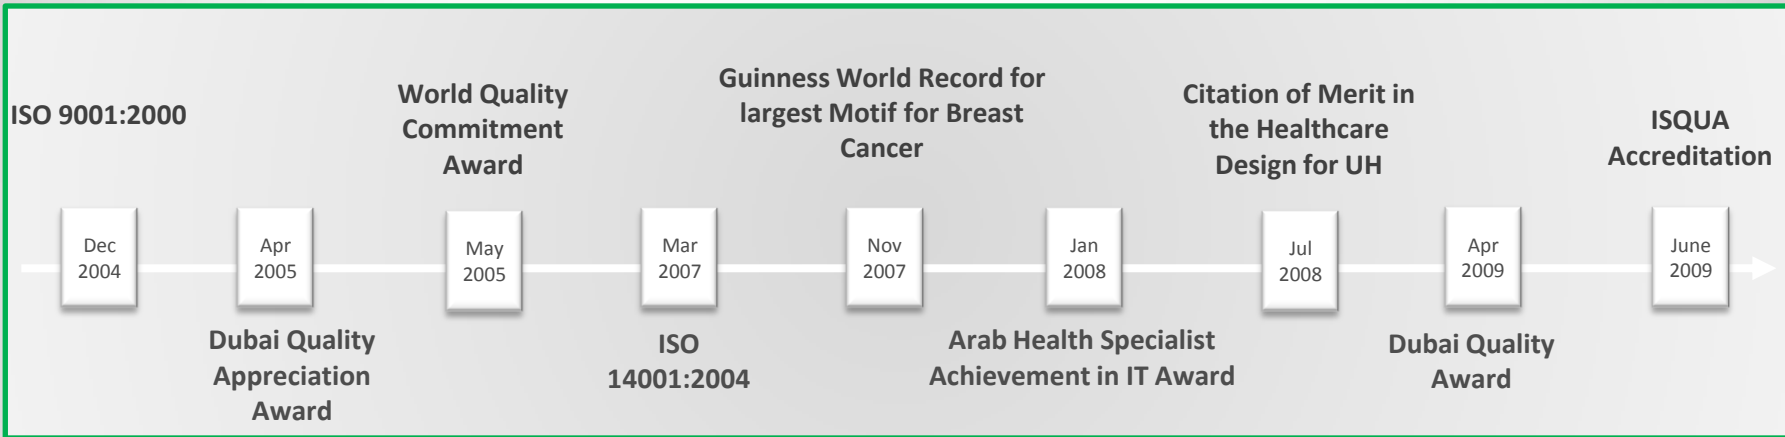 ISO 9001:2000
World Quality
Commitment
Award
Guinness World Record for
largest Motif for Breast
Cancer
Citation of Merit in
the Healthcare
Design for UH
ISQUA
Accreditation
Dec
2004
Apr
2005
May
2005
Mar
2007
Nov
2007
Jan
2008
Jul
2008
Apr
2009
June
2009
Dubai Quality
Appreciation
Award
ISO
14001:2004
Arab Health Specialist
Achievement in IT Award
Dubai Quality
Award